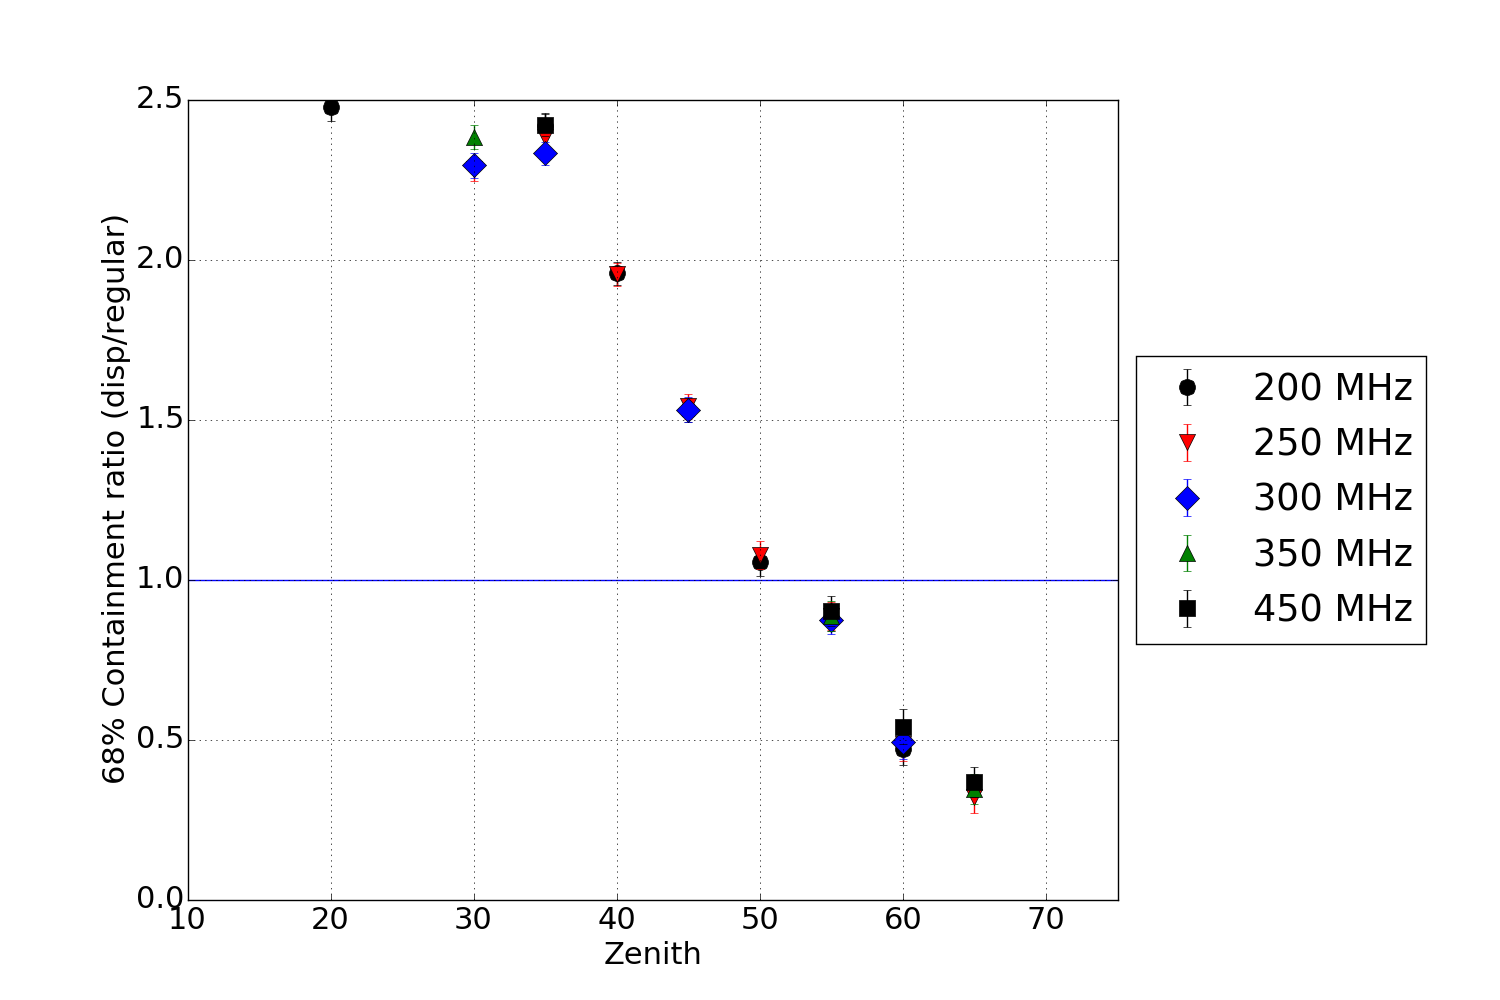 2.5
2.0
1.5
1.0
0.5
0.0
68% Containment ratio (disp/regular)
10 20 30 40 50 60 70
Zenith
200 MHz
250 MHz
300 MHz
350 MHz
450 MHz